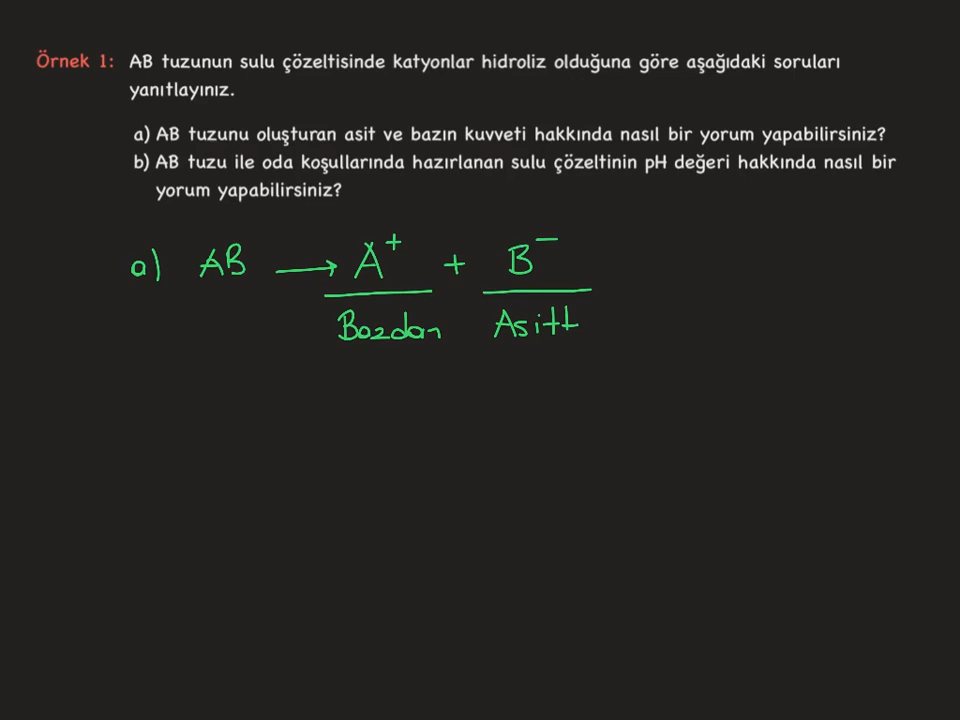 Örnek 1: AB tuzunun sulu çözeltisinde katyonlar hidroliz olduğuna göre aşağıdaki soruları
yanıtlayınız.
a) AB tuzunu oluşturan asit ve bazın kuvveti hakkında nasıl bir yorum yapabilirsiniz?
b) AB tuzu ile oda koşullarında hazırlanan sulu çözeltinin pH değeri hakkında nasıl bir
yorum yapabilirsiniz?
a) AB → A⁺ + B⁻
Bazdan Asitt